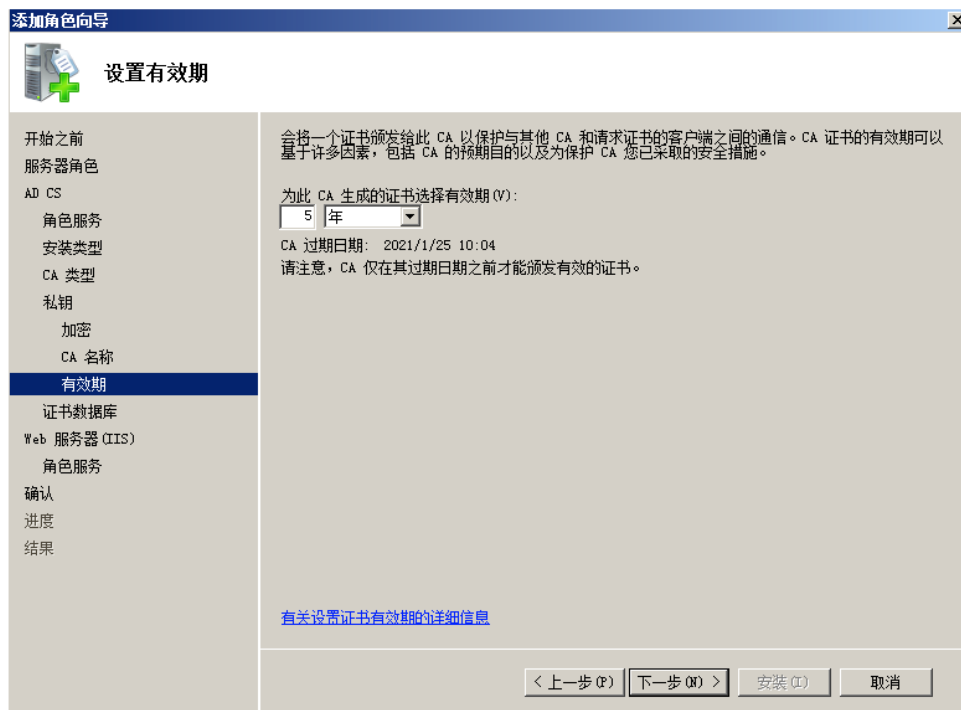 添加角色向导
设置有效期
开始之前
服务器角色
AD CS
角色服务
安装类型
CA 类型
私钥
加密
CA 名称
有效期
证书数据库
Web 服务器(IIS)
角色服务
确认
进度
结果
会将一个证书颁发给此 CA 以保护与其他 CA 和请求证书的客户端之间的通信。CA 证书的有效期可以
基于许多因素，包括 CA 的预期目的以及为保护 CA 您已采取的安全措施。
为此 CA 生成的证书选择有效期(V):
5 年
CA 过期日期: 2021/1/25 10:04
请注意，CA 仅在其过期日期之前才能颁发有效的证书。
有关设置证书有效期的详细信息
< 上一步(P) 下一步(N) > 安装(I) 取消